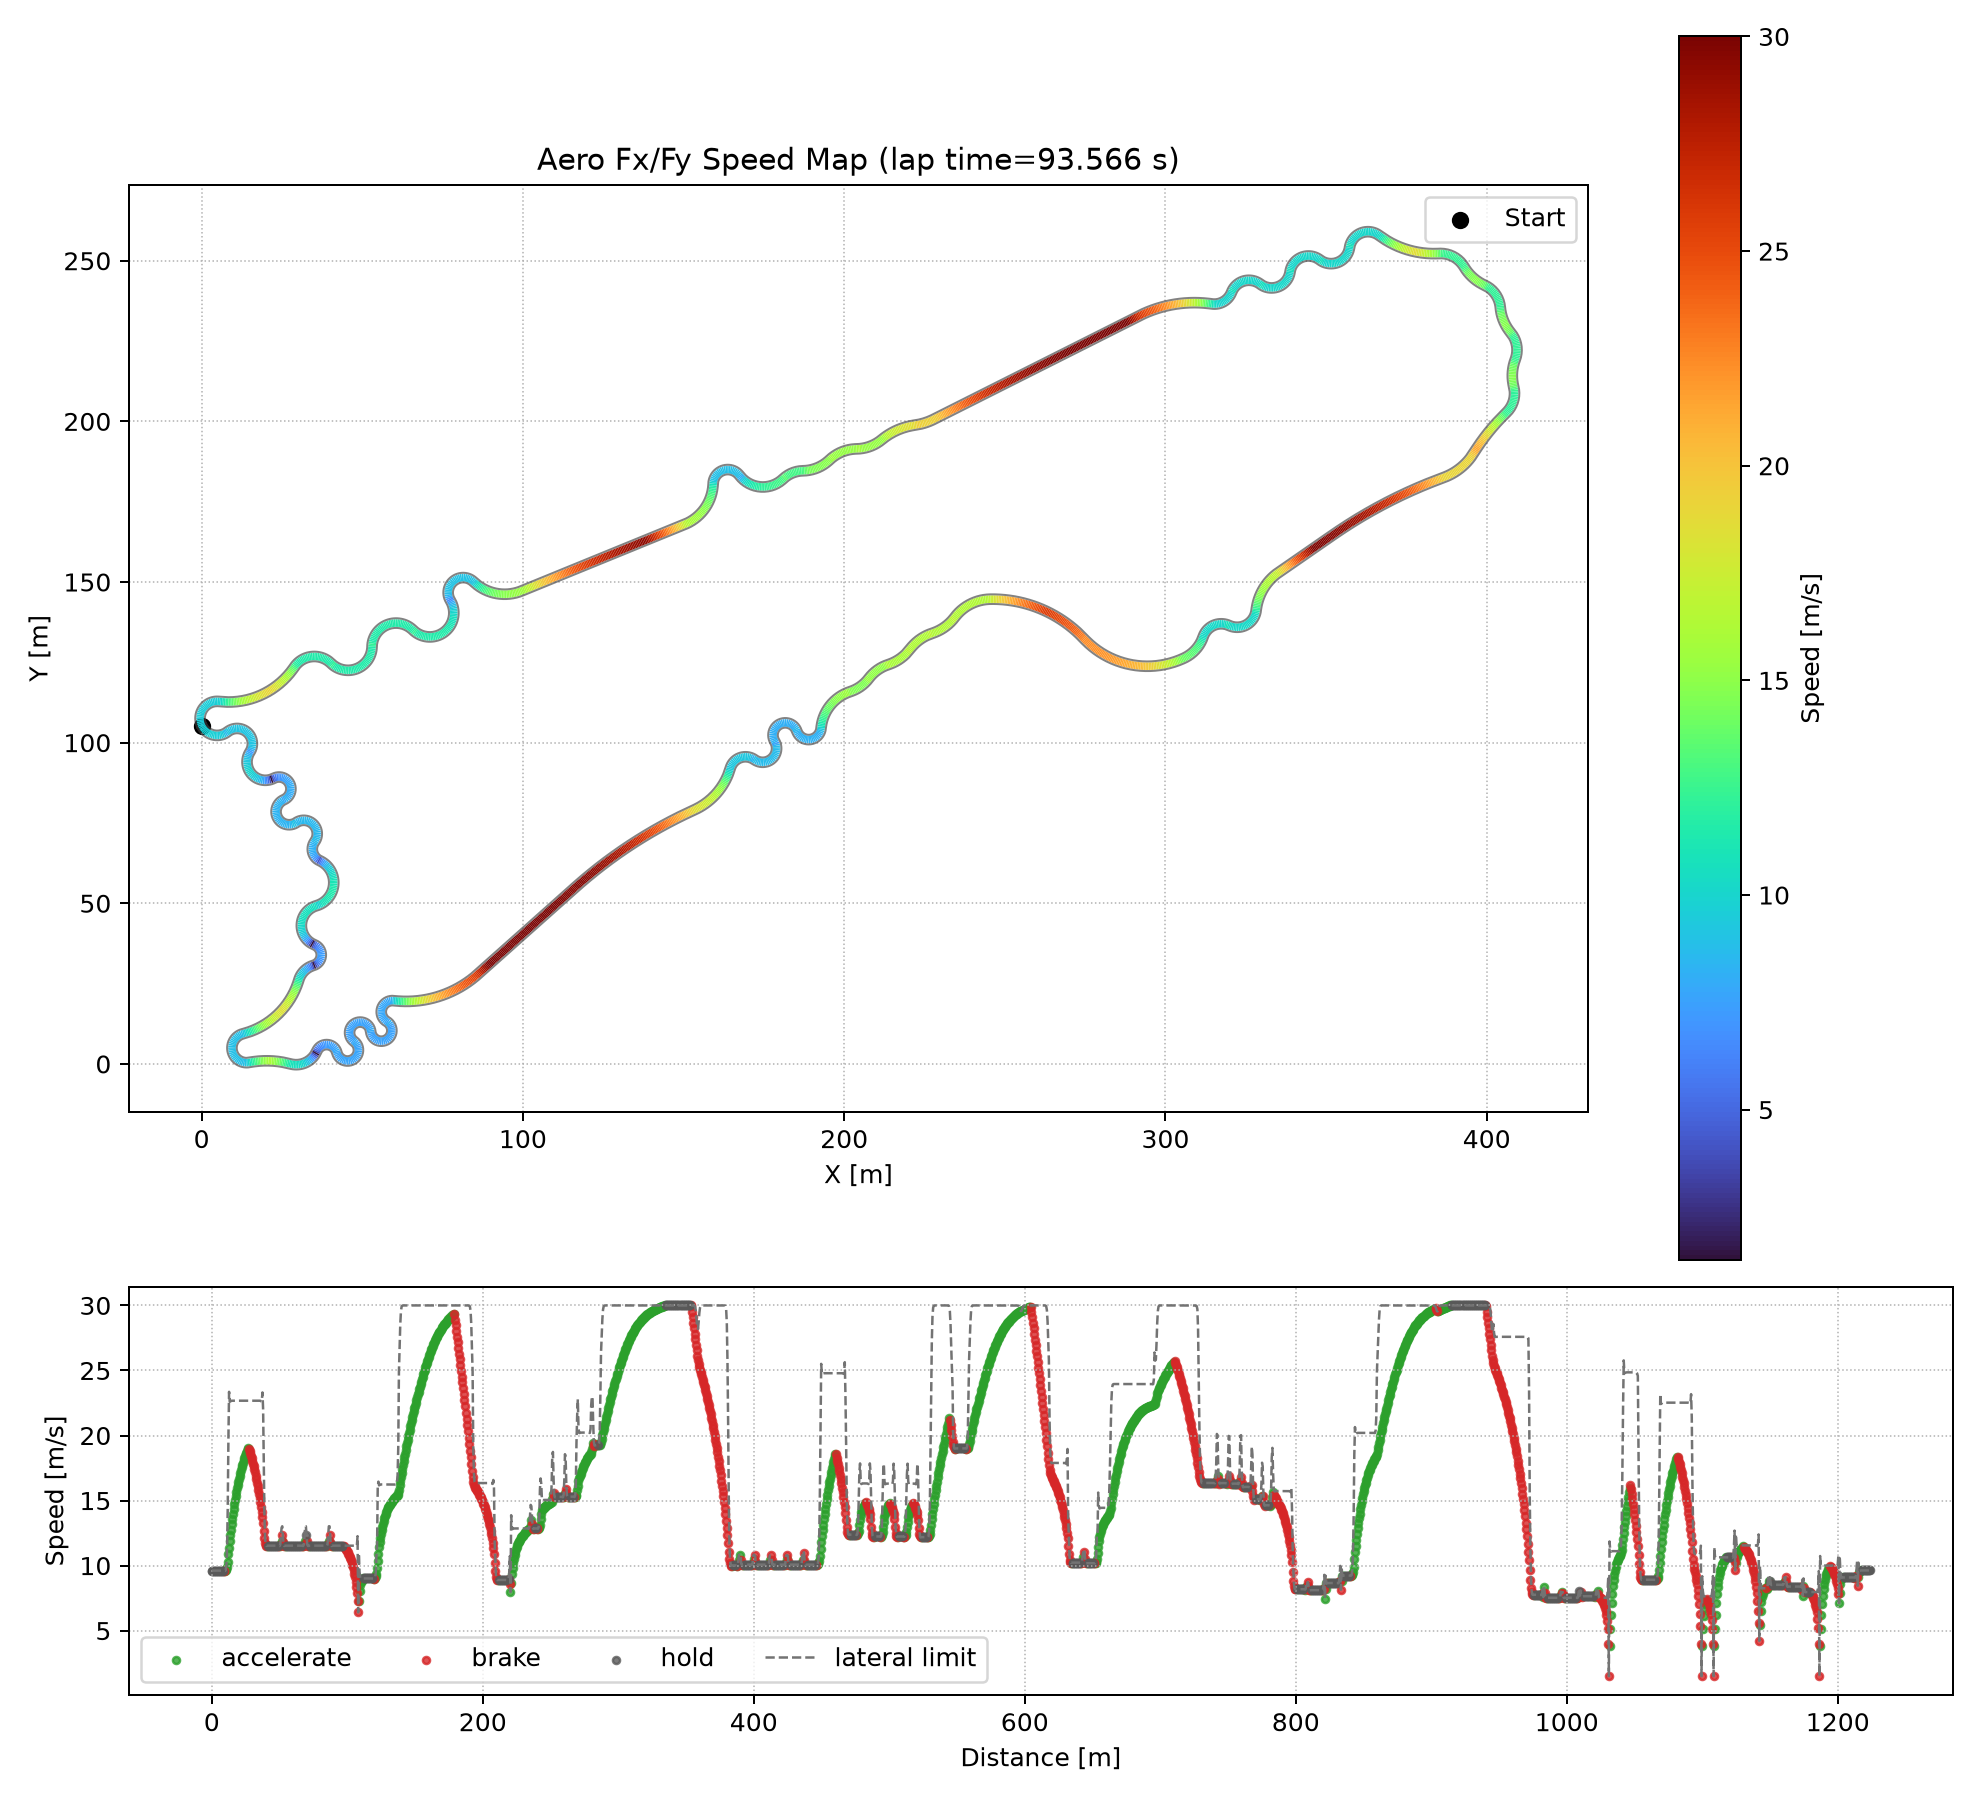 Aero Fx/Fy Speed Map (lap time=93.566 s)
Start
Y [m]
250
200
150
100
50
0
0
100
200
300
400
X [m]
30
25
20
15
10
5
Speed [m/s]
Speed [m/s]
30
25
20
15
10
5
accelerate
brake
hold
lateral limit
0
200
400
600
800
1000
1200
Distance [m]